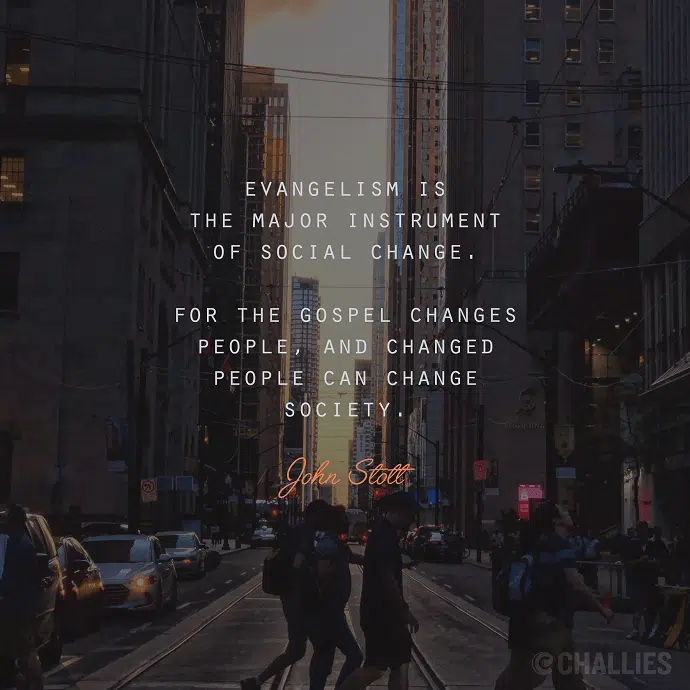 EVANGELISM IS
THE MAJOR INSTRUMENT
OF SOCIAL CHANGE.
FOR THE GOSPEL CHANGES
PEOPLE, AND CHANGED
PEOPLE CAN CHANGE
SOCIETY.
John Stott
©CHALLIES